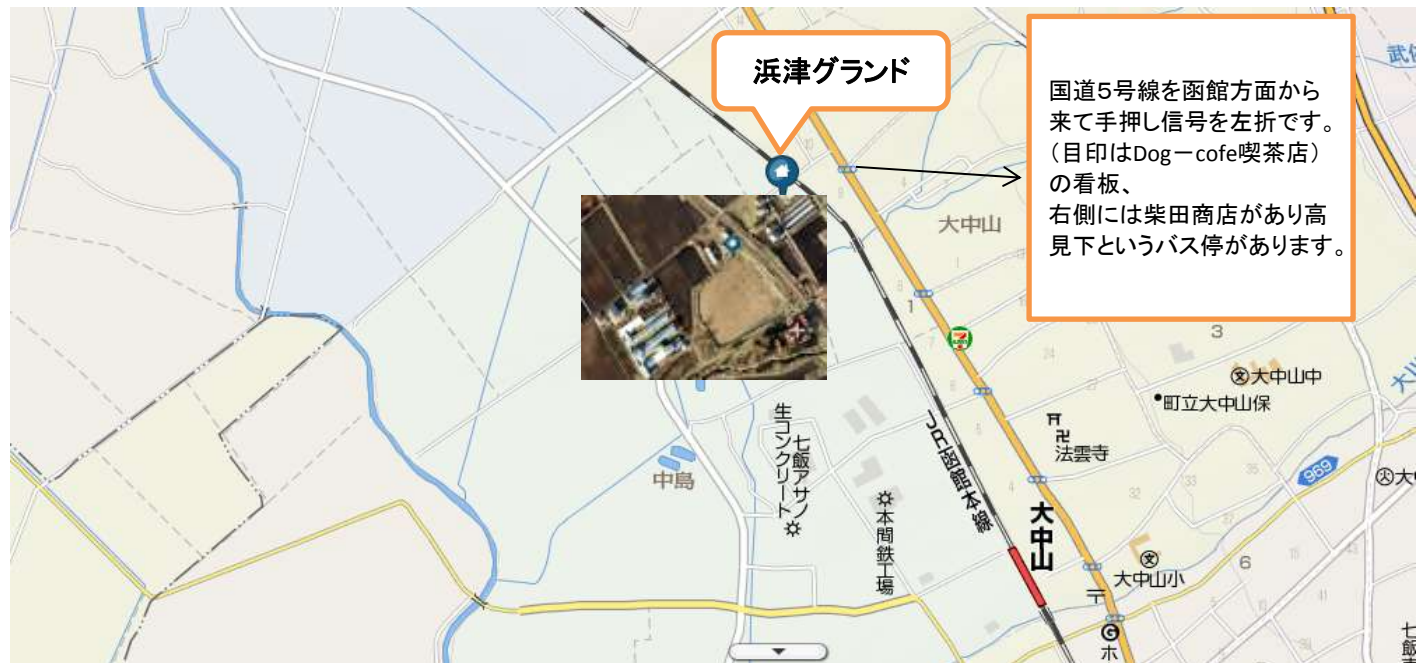 浜津グランド
国道5号線を函館方面から
来て手押し信号を左折です。
(目印はDogーcofe喫茶店)
の看板、
右側には柴田商店があり高
見下というバス停があります。
大中山
1
3
大中山中
町立大中山保
法雲寺
969
中島
七飯アサノ
生コンクリート
本間鉄工場
JR函館本線
大中山
大中山小
6
ホ